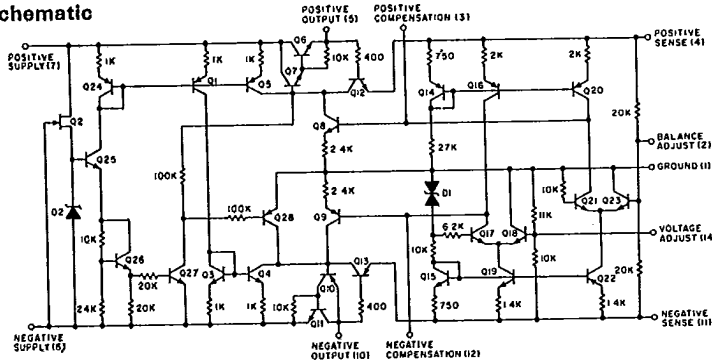 chematic
POSITIVE OUTPUT (5)
POSITIVE COMPENSATION (3)
POSITIVE SUPPLY (7)
POSITIVE SENSE (4)
1K
1K
1K
Q6
10K
400
750
2K
2K
Q24
Q1
Q5
Q7
Q12
Q14
Q16
Q20
20K
Q2
Q8
BALANCE ADJUST (2)
Q25
2.4K
27K
GROUND (1)
100K
2.4K
D1
10K
Q21
Q23
11K
100K
Q28
Q9
6.2K
Q17
Q18
VOLTAGE ADJUST (14
10K
Q26
20K
Q27
Q3
Q4
Q10
Q13
10K
Q15
Q19
10K
Q22
20K
24K
20K
1K
1K
10K
Q11
400
750
1.4K
1.4K
NEGATIVE SUPPLY (6)
NEGATIVE OUTPUT (10)
NEGATIVE COMPENSATION (12)
NEGATIVE SENSE (11)